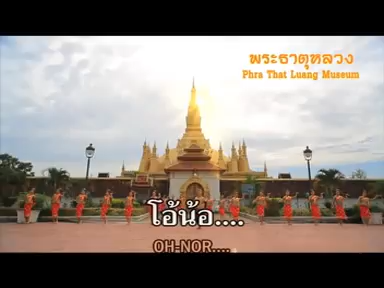 พระธาตุหลวง
Phra That Luang Museum
โอ้น้อ....
OH-NOR....